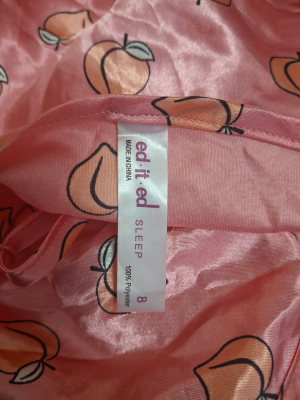 ed·it·ed
MADE IN CHINA
SLEEP
100% Polyester
8